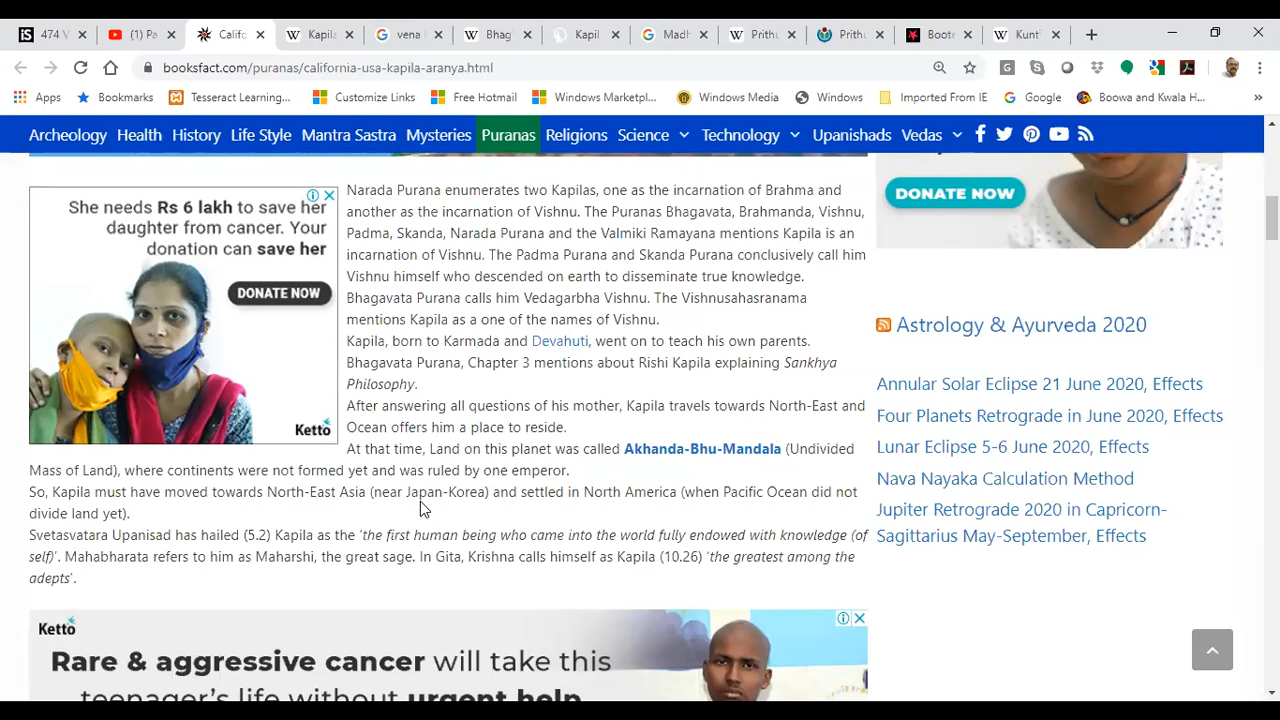 474 V
(1) Pa
Califo
Kapila
vena
Bhag
Kapil
Madh
Prithu
Prithu
Boote
Kunt
booksfact.com/puranas/california-usa-kapila-aranya.html
Apps
Bookmarks
Tesseract Learning...
Customize Links
Free Hotmail
Windows Marketpl...
Windows Media
Windows
Imported From IE
Google
Boowa and Kwala H...
Archeology
Health
History
Life Style
Mantra Sastra
Mysteries
Puranas
Religions
Science
Technology
Upanishads
Vedas
She needs Rs 6 lakh to save her
daughter from cancer. Your
donation can save her
DONATE NOW
Ketto
Narada Purana enumerates two Kapilas, one as the incarnation of Brahma and
another as the incarnation of Vishnu. The Puranas Bhagavata, Brahmanda, Vishnu,
Padma, Skanda, Narada Purana and the Valmiki Ramayana mentions Kapila is an
incarnation of Vishnu. The Padma Purana and Skanda Purana conclusively call him
Vishnu himself who descended on earth to disseminate true knowledge.
Bhagavata Purana calls him Vedagarbha Vishnu. The Vishnusahasranama
mentions Kapila as a one of the names of Vishnu.
Kapila, born to Karmada and Devahuti, went on to teach his own parents.
Bhagavata Purana, Chapter 3 mentions about Rishi Kapila explaining Sankhya
Philosophy.
After answering all questions of his mother, Kapila travels towards North-East and
Ocean offers him a place to reside.
At that time, Land on this planet was called Akhanda-Bhu-Mandala (Undivided
Mass of Land), where continents were not formed yet and was ruled by one emperor.
So, Kapila must have moved towards North-East Asia (near Japan-Korea) and settled in North America (when Pacific Ocean did not
divide land yet).
Svetasvatara Upanisad has hailed (5.2) Kapila as the 'the first human being who came into the world fully endowed with knowledge (of
self)'. Mahabharata refers to him as Maharshi, the great sage. In Gita, Krishna calls himself as Kapila (10.26) 'the greatest among the
adepts'.
Ketto
Rare & aggressive cancer will take this
teenager's life without urgent help
DONATE NOW
Astrology & Ayurveda 2020
Annular Solar Eclipse 21 June 2020, Effects
Four Planets Retrograde in June 2020, Effects
Lunar Eclipse 5-6 June 2020, Effects
Nava Nayaka Calculation Method
Jupiter Retrograde 2020 in Capricorn-
Sagittarius May-September, Effects